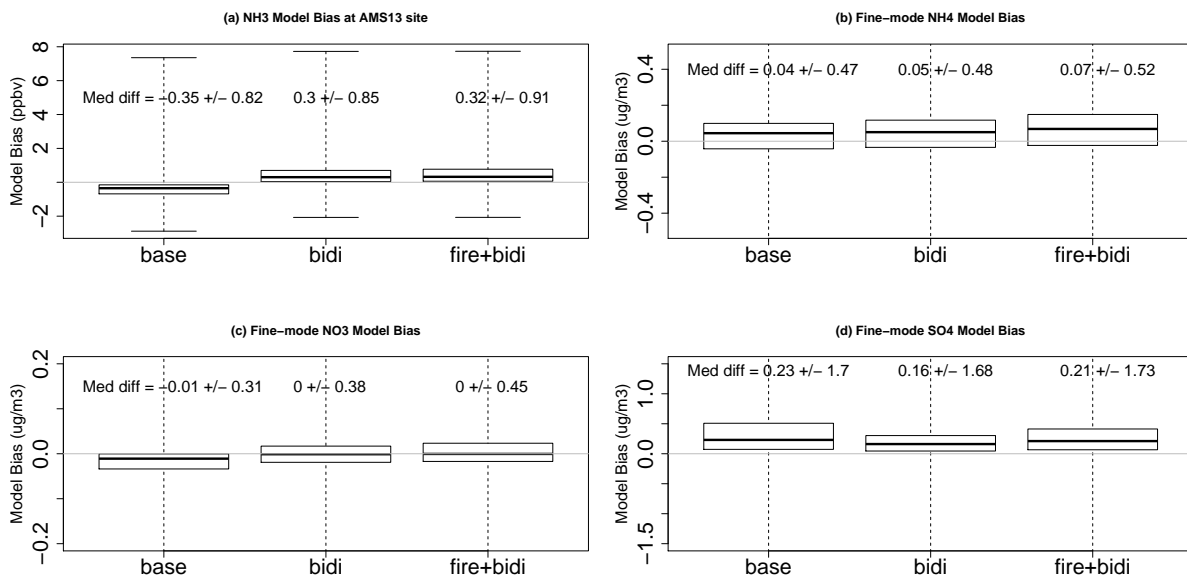 (a) NH3 Model Bias at AMS13 site
Model Bias (ppbv)
8
6
4
2
−2
Med diff = −0.35 +/− 0.82 0.3 +/− 0.85 0.32 +/− 0.91
base bidi fire+bidi
(b) Fine−mode NH4 Model Bias
Model Bias (ug/m3)
0.4
0.0
−0.4
Med diff = 0.04 +/− 0.47 0.05 +/− 0.48 0.07 +/− 0.52
base bidi fire+bidi
(c) Fine−mode NO3 Model Bias
Model Bias (ug/m3)
0.2
0.0
−0.2
Med diff = −0.01 +/− 0.31 0 +/− 0.38 0 +/− 0.45
base bidi fire+bidi
(d) Fine−mode SO4 Model Bias
Model Bias (ug/m3)
1.0
0.0
−1.5
Med diff = 0.23 +/− 1.7 0.16 +/− 1.68 0.21 +/− 1.73
base bidi fire+bidi